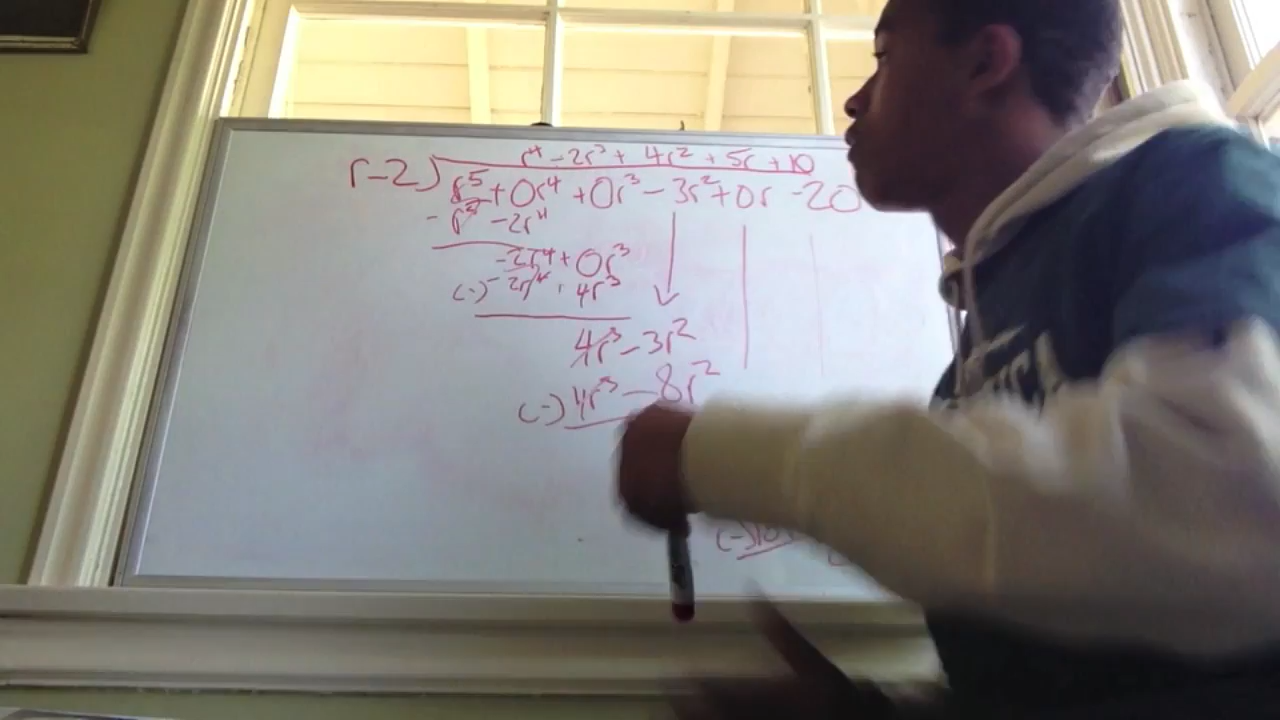 r⁴ - 2r³ + 4r² + 5r + 10
r-2) r⁵ + 0r⁴ + 0r³ - 3r² + 0r - 20
- r⁵ - 2r⁴
-2r⁴ + 0r³
(-) -2r⁴ + 4r³
4r³ - 3r²
(-) 4r³ - 8r²
(-) 10